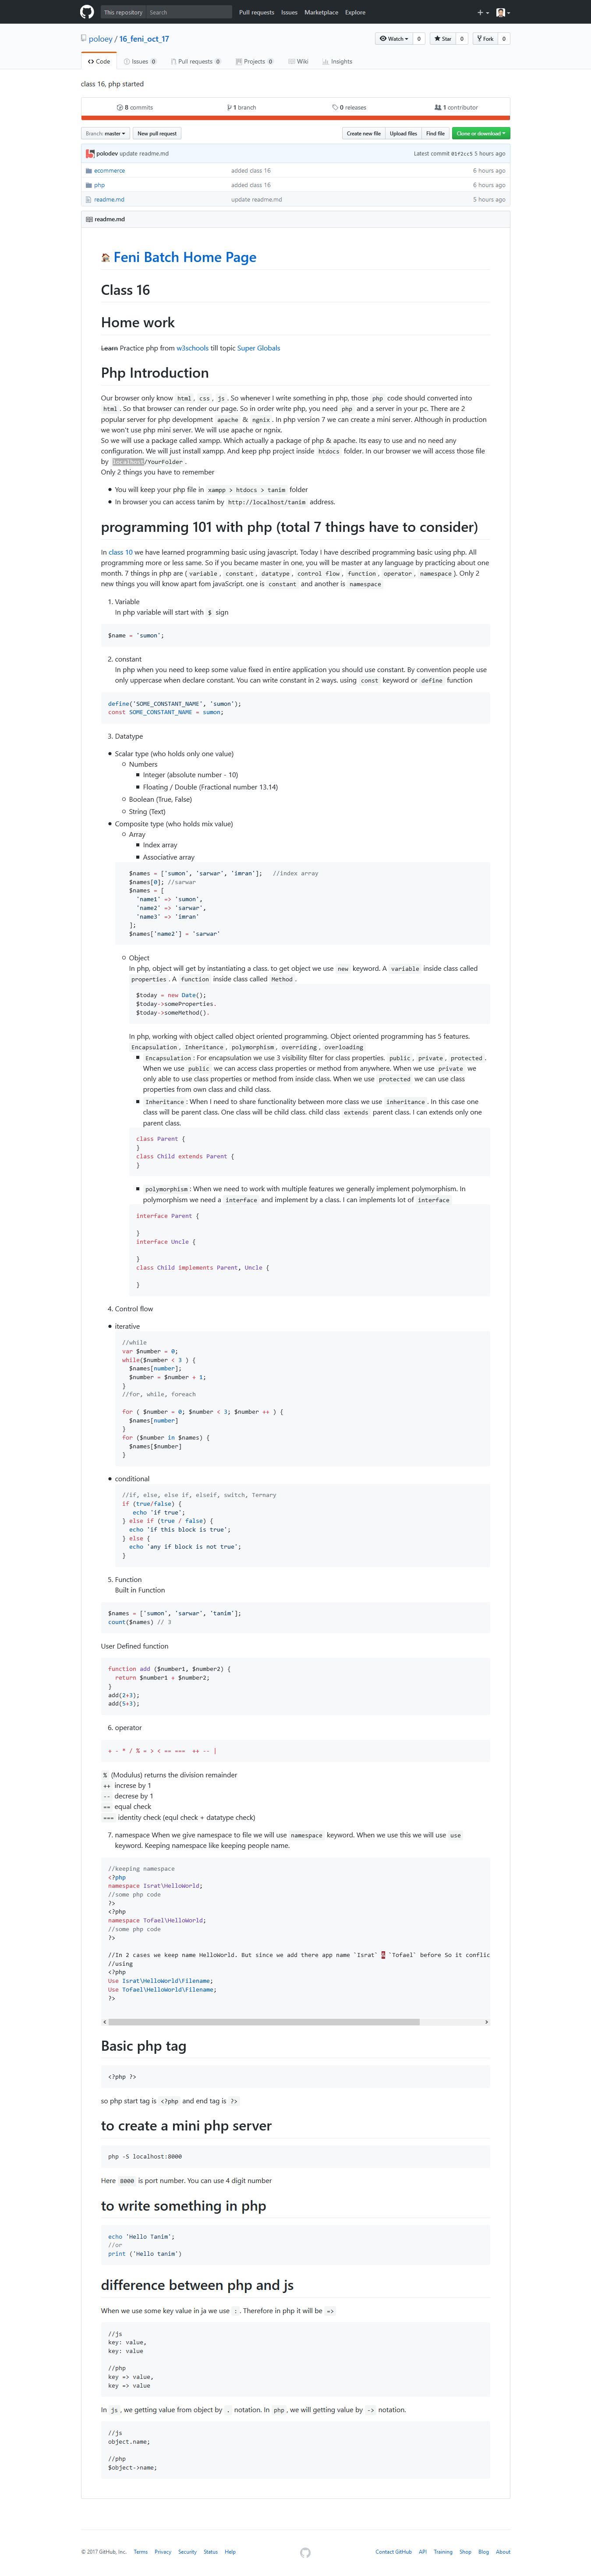 This repository Search Pull requests Issues Marketplace Explore
poloey / 16_feni_oct_17 Watch 0 Star 0 Fork 0
Code Issues 0 Pull requests 0 Projects 0 Wiki Insights
class 16, php started
8 commits 1 branch 0 releases 1 contributor
Branch: master New pull request Create new file Upload files Find file Clone or download
polodev update readme.md Latest commit 01f2cc5 5 hours ago
ecommerce added class 16 6 hours ago
php added class 16 6 hours ago
readme.md update readme.md 5 hours ago
readme.md
Feni Batch Home Page
Class 16
Home work
Learn Practice php from w3schools till topic Super Globals
Php Introduction
Our browser only know html, css, js. So whenever I write something in php, those php code should converted into
html. So that browser can render our page. So in order write php, you need php and a server in your pc. There are 2
popular server for php development apache & ngnix. In php version 7 we can create a mini server. Although in production
we won't use php mini server. We will use apache or ngnix.
So we will use a package called xampp. Which actually a package of php & apache. Its easy to use and no need any
configuration. We will just install xampp. And keep php project inside htdocs folder. In our browser we will access those file
by localhost/YourFolder.
Only 2 things you have to remember
You will keep your php file in xampp > htdocs > tanim folder
In browser you can access tanim by http://localhost/tanim address.
programming 101 with php (total 7 things have to consider)
In class 10 we have learned programming basic using javascript. Today I have described programming basic using php. All
programming more or less same. So if you became master in one, you will be master at any language by practicing about one
month. 7 things in php are (variable, constant, datatype, control flow, function, operator, namespace). Only 2
new things you will know apart fom javaScript. one is constant and another is namespace
1. Variable
In php variable will start with $ sign
$name = 'sumon';
2. constant
In php when you need to keep some value fixed in entire application you should use constant. By convention people use
only uppercase when declare constant. You can write constant in 2 ways. using const keyword or define function
define('SOME_CONSTANT_NAME', 'sumon');
const SOME_CONSTANT_NAME = sumon;
3. Datatype
Scalar type (who holds only one value)
Numbers
Integer (absolute number - 10)
Floating / Double (Fractional number 13.14)
Boolean (True, False)
String (Text)
Composite type (who holds mix value)
Array
Index array
Associative array
$names = ['sumon', 'sarwar', 'imran']; //index array
$names[0]; //sarwar
$names = [
'name1' => 'sumon',
'name2' => 'sarwar',
'name3' => 'imran'
];
$names['name2'] = 'sarwar'
Object
In php, object will get by instantiating a class. to get object we use new keyword. A variable inside class called
properties. A function inside class called Method.
$today = new Date();
$today->someProperties.
$today->someMethod().
In php, working with object called object oriented programming. Object oriented programming has 5 features.
Encapsulation, Inheritance, polymorphism, overriding, overloading
Encapsulation: For encapsulation we use 3 visibility filter for class properties. public, private, protected.
When we use public we can access class properties or method from anywhere. When we use private we
only able to use class properties or method from inside class. When we use protected we can use class
properties from own class and child class.
Inheritance: When I need to share functionality between more class we use inheritance. In this case one
class will be parent class. One class will be child class. child class extends parent class. I can extends only one
parent class.
class Parent {
}
class Child extends Parent {
}
polymorphism: When we need to work with multiple features we generally implement polymorphism. In
polymorphism we need a interface and implement by a class. I can implements lot of interface
interface Parent {
}
interface Uncle {
}
class Child implements Parent, Uncle {
}
4. Control flow
iterative
//while
var $number = 0;
while($number < 3 ) {
$names[number];
$number = $number + 1;
}
//for, while, foreach
for ( $number = 0; $number < 3; $number ++ ) {
$names[number]
}
for ($number in $names) {
$names[$number]
}
conditional
//if, else, else if, elseif, switch, Ternary
if (true/false) {
echo 'if true';
} else if (true / false) {
echo 'if this block is true';
} else {
echo 'any if block is not true';
}
5. Function
Built in Function
$names = ['sumon', 'sarwar', 'tanim'];
count($names) // 3
User Defined function
function add ($number1, $number2) {
return $number1 + $number2;
}
add(2+3);
add(5+3);
6. operator
+ - * / % = > < == === ++ -- |
% (Modulus) returns the division remainder
++ increse by 1
-- decrese by 1
== equal check
=== identity check (equl check + datatype check)
7. namespace When we give namespace to file we will use namespace keyword. When we use this we will use use
keyword. Keeping namespace like keeping people name.
//keeping namespace
<?php
namespace Israt\HelloWorld;
//some php code
?>
<?php
namespace Tofael\HelloWorld;
//some php code
?>
//In 2 cases we keep name HelloWorld. But since we add there app name `Israt` & `Tofael` before So it conflic
//using
<?php
Use Israt\HelloWorld\Filename;
Use Tofael\HelloWorld\Filename;
?>
Basic php tag
<?php ?>
so php start tag is <?php and end tag is ?>
to create a mini php server
php -S localhost:8000
Here 8000 is port number. You can use 4 digit number
to write something in php
echo 'Hello Tanim';
//or
print ('Hello tanim')
difference between php and js
When we use some key value in ja we use :. Therefore in php it will be =>
//js
key: value,
key: value
//php
key => value,
key => value
In js, we getting value from object by . notation. In php, we will getting value by -> notation.
//js
object.name;
//php
$object->name;
© 2017 GitHub, Inc. Terms Privacy Security Status Help Contact GitHub API Training Shop Blog About